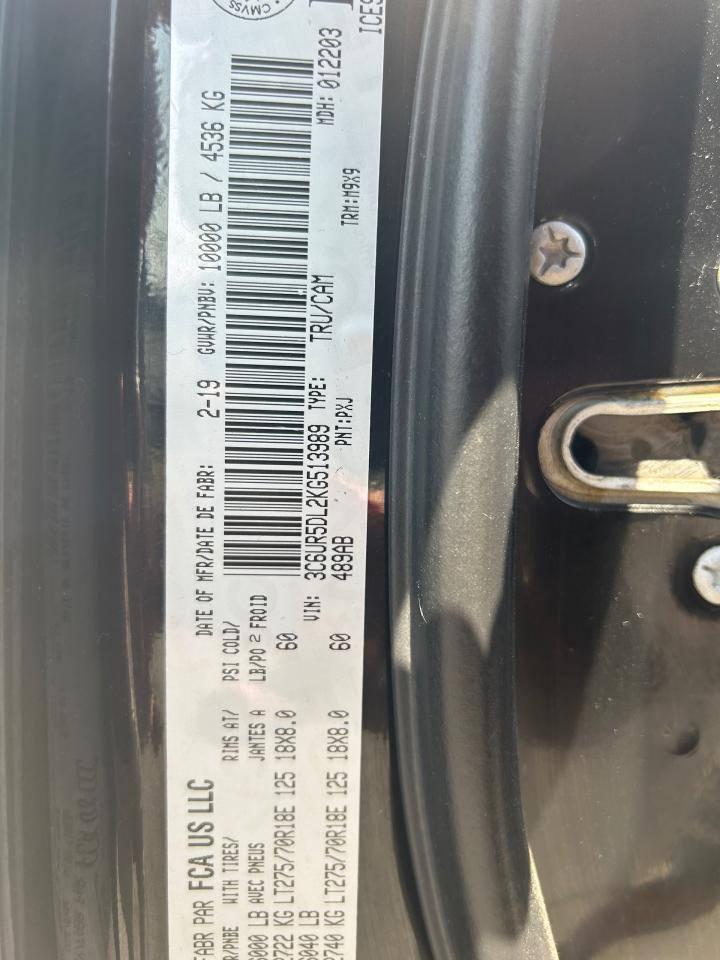 FABR PAR FCA US LLC
DATE OF MFR/DATE DE FABR: 2-19 GVWR/PNBV: 10000 LB / 4536 KG
R/PNBE WITH TIRES/ RIMS AT/ PSI COLD/
6000 LB AVEC PNEUS JANTES A LB/PO 2 FROID
2722 KG LT275/70R18E 125 18X8.0 60
6040 LB VIN: 3C6UR5DL2KG513989 TYPE: TRU/CAM MDH: 012203
2740 KG LT275/70R18E 125 18X8.0 60 489AB PNT:PXJ TRM:M9X9
CMVSS
ICES